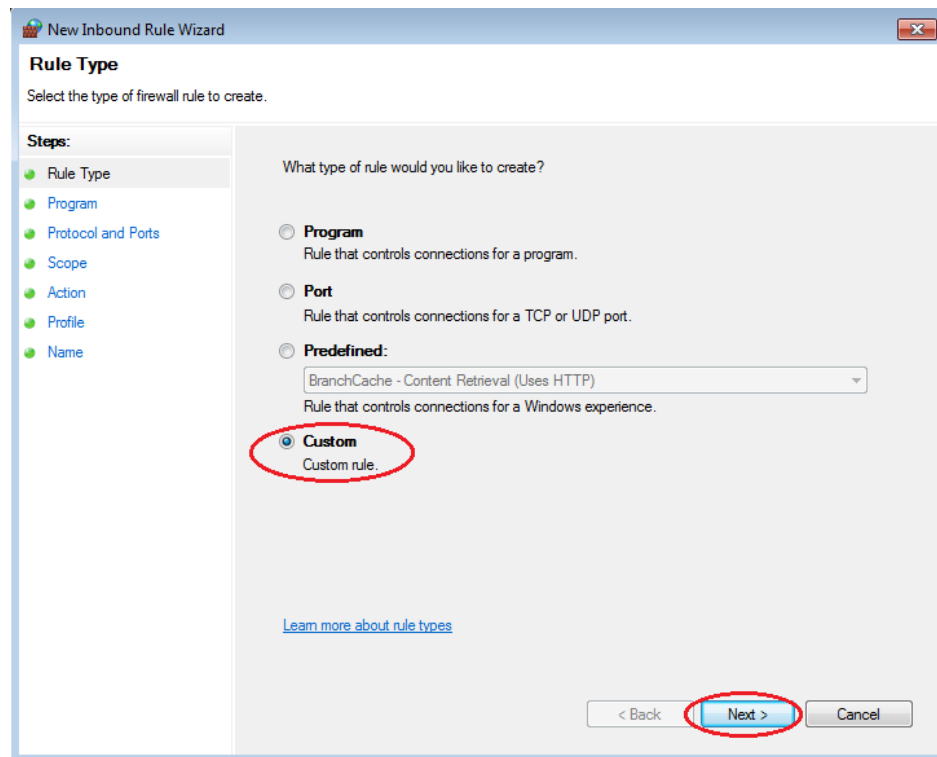 New Inbound Rule Wizard
Rule Type
Select the type of firewall rule to create.
Steps:
Rule Type
Program
Protocol and Ports
Scope
Action
Profile
Name
What type of rule would you like to create?
Program
Rule that controls connections for a program.
Port
Rule that controls connections for a TCP or UDP port.
Predefined:
BranchCache - Content Retrieval (Uses HTTP)
Rule that controls connections for a Windows experience.
Custom
Custom rule.
Learn more about rule types
< Back
Next >
Cancel